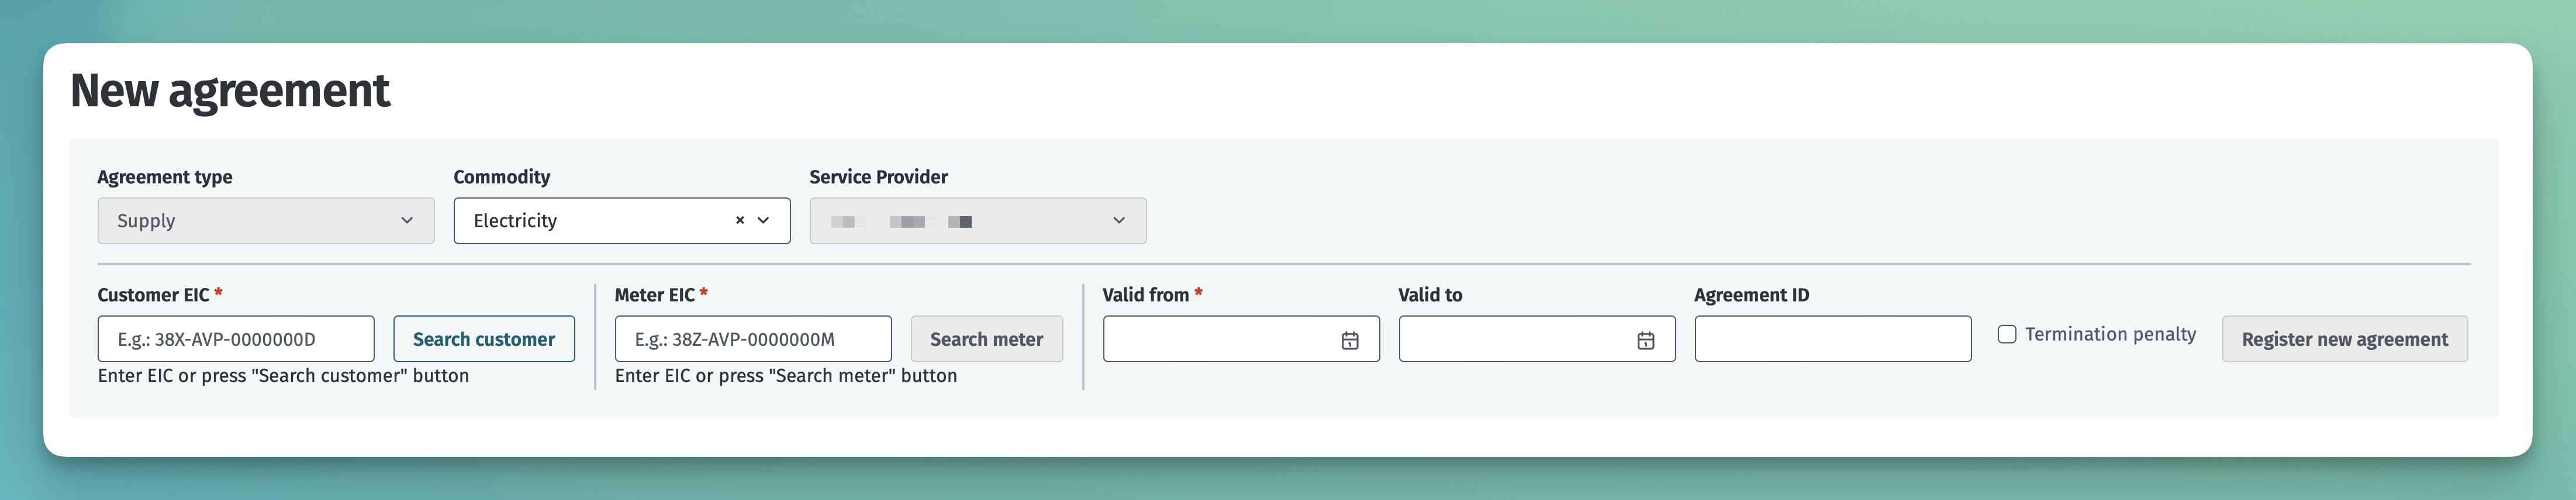 New agreement
Agreement type Commodity Service Provider
Supply Electricity ×
Customer EIC * Meter EIC * Valid from * Valid to Agreement ID
E.g.: 38X-AVP-0000000D Search customer E.g.: 38Z-AVP-0000000M Search meter Termination penalty Register new agreement
Enter EIC or press "Search customer" button Enter EIC or press "Search meter" button